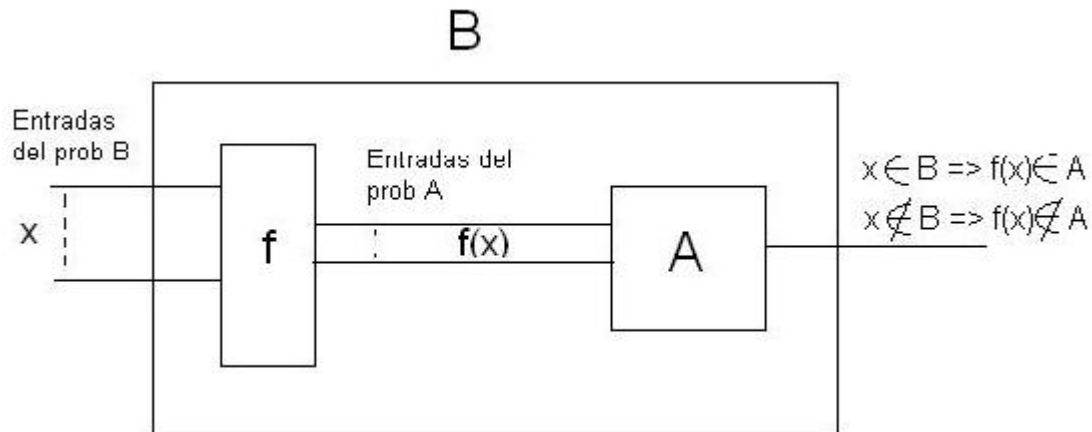 B
Entradas
del prob B
x
f
Entradas del
prob A
f(x)
A
x ∈ B => f(x) ∈ A
x ∉ B => f(x) ∉ A